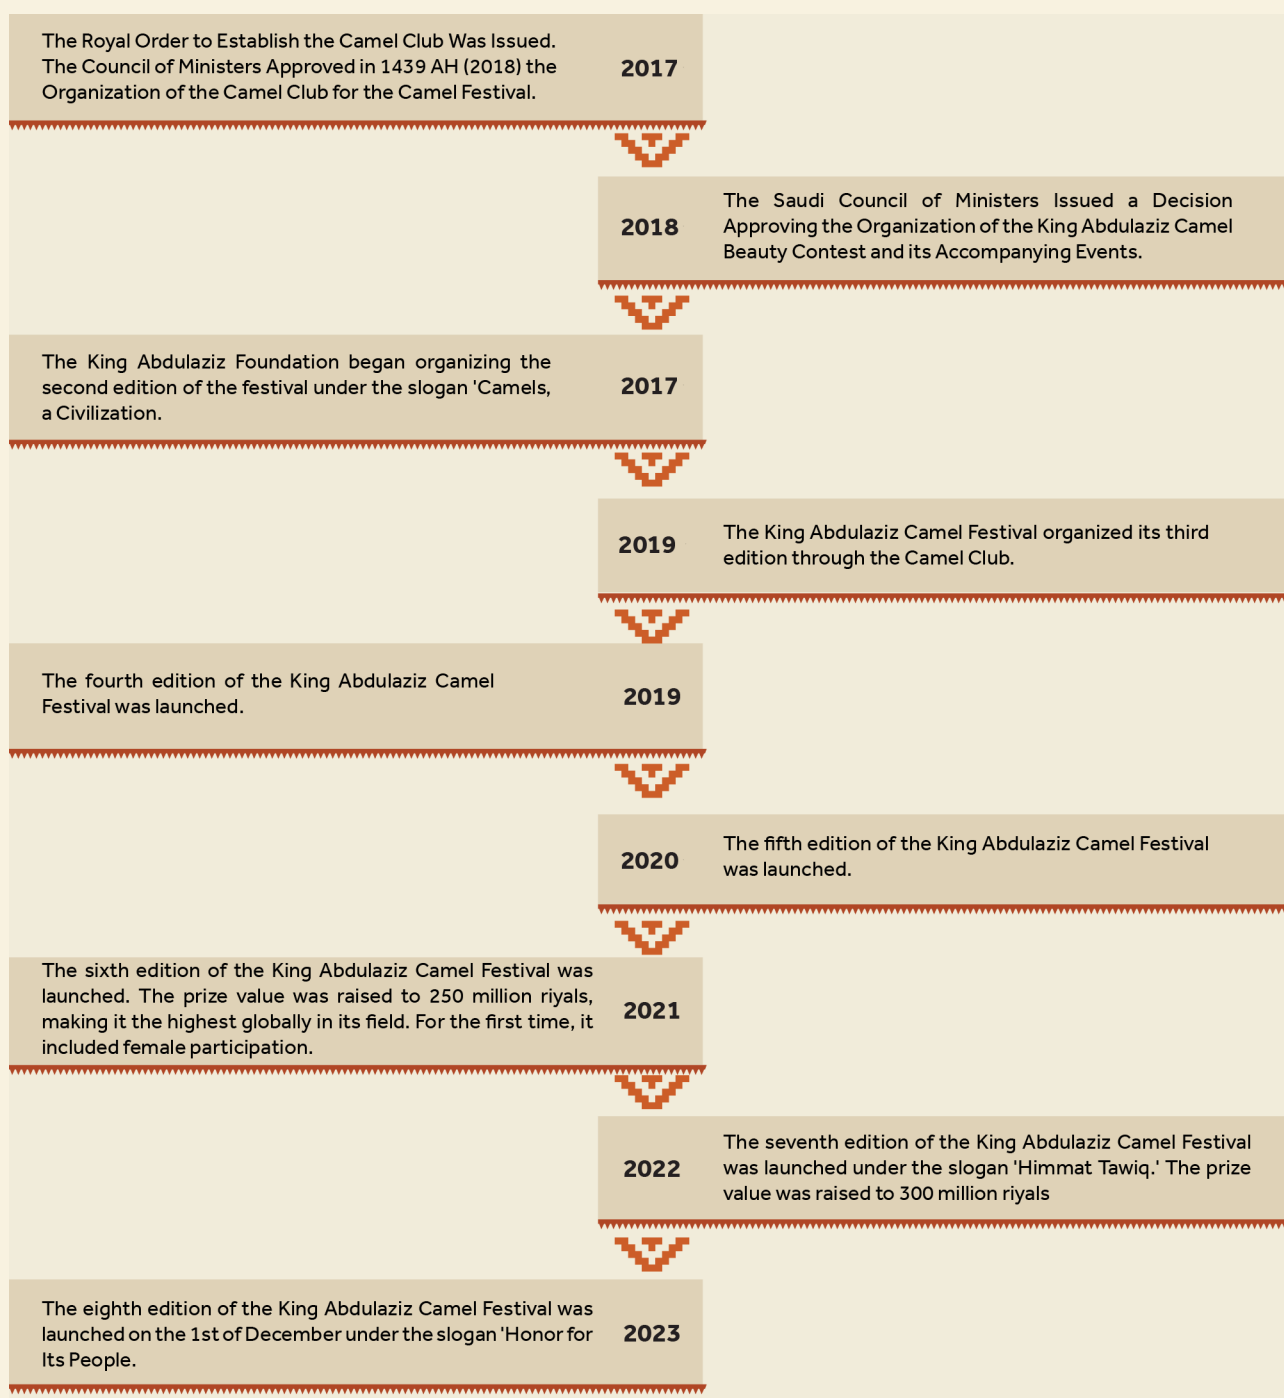 The Royal Order to Establish the Camel Club Was Issued.
The Council of Ministers Approved in 1439 AH (2018) the
Organization of the Camel Club for the Camel Festival.
2017
2018
The Saudi Council of Ministers Issued a Decision
Approving the Organization of the King Abdulaziz Camel
Beauty Contest and its Accompanying Events.
The King Abdulaziz Foundation began organizing the
second edition of the festival under the slogan 'Camels,
a Civilization.
2017
2019
The King Abdulaziz Camel Festival organized its third
edition through the Camel Club.
The fourth edition of the King Abdulaziz Camel
Festival was launched.
2019
2020
The fifth edition of the King Abdulaziz Camel Festival
was launched.
The sixth edition of the King Abdulaziz Camel Festival was
launched. The prize value was raised to 250 million riyals,
making it the highest globally in its field. For the first time, it
included female participation.
2021
2022
The seventh edition of the King Abdulaziz Camel Festival
was launched under the slogan 'Himmat Tawiq.' The prize
value was raised to 300 million riyals
The eighth edition of the King Abdulaziz Camel Festival was
launched on the 1st of December under the slogan 'Honor for
Its People.
2023